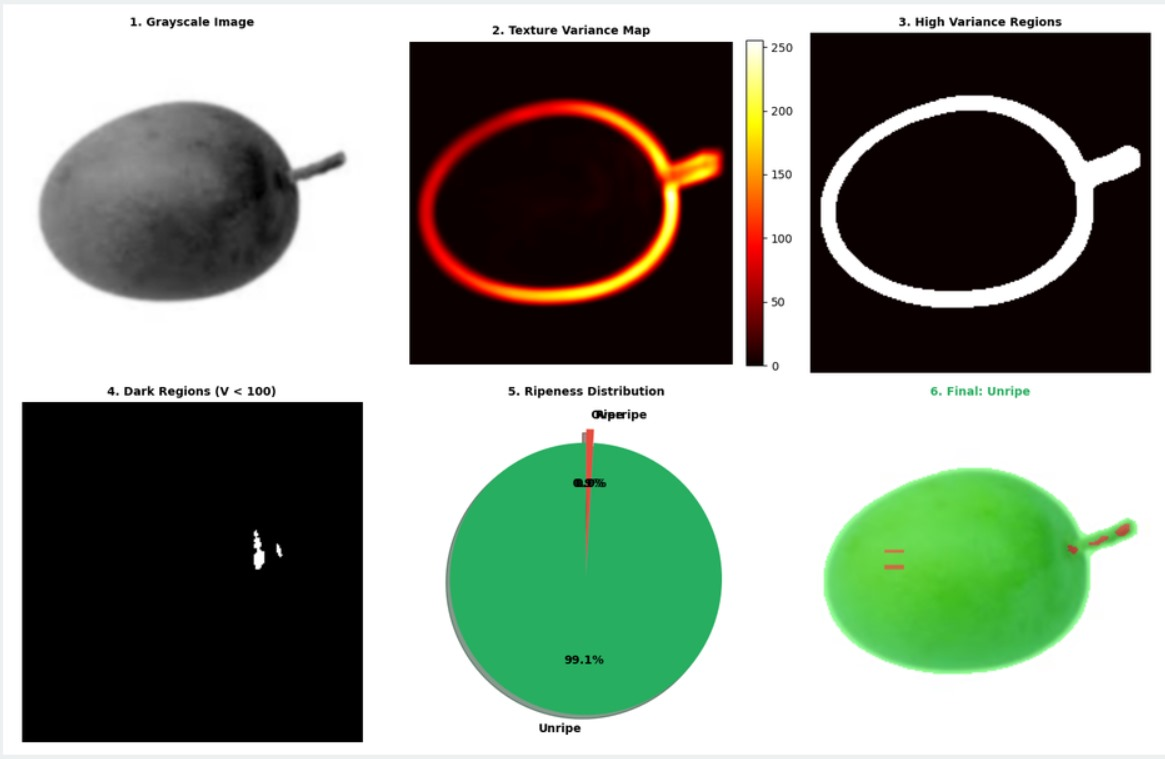 1. Grayscale Image
2. Texture Variance Map
3. High Variance Regions
250
200
150
100
50
0
4. Dark Regions (V < 100)
5. Ripeness Distribution
6. Final: Unripe
99.1%
Unripe